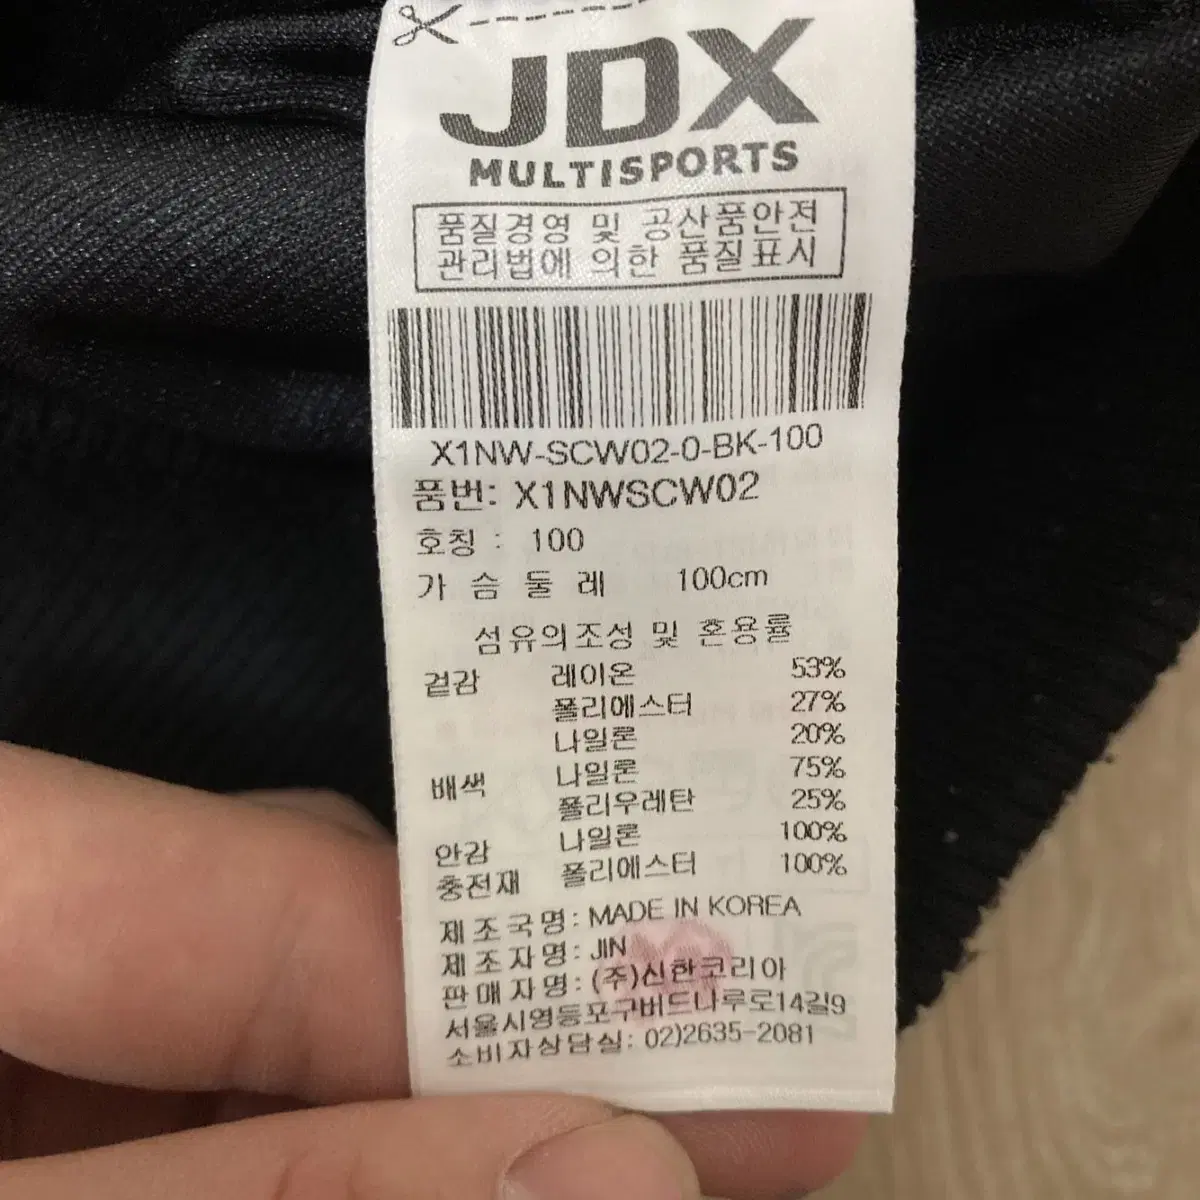 JDX
MULTISPORTS
품질경영 및 공산품안전
관리법에 의한 품질표시
X1NW-SCW02-0-BK-100
품번: X1NWSCW02
호칭 : 100
가 슴 둘 레 100cm
섬유의조성 및 혼용률
겉감 레이온 53%
폴리에스터 27%
나일론 20%
배색 나일론 75%
폴리우레탄 25%
안감 나일론 100%
충전재 폴리에스터 100%
제조국명: MADE IN KOREA
제조자명: JIN
판매자명: (주)신한코리아
서울시영등포구버드나루로14길9
소비자상담실: 02)2635-2081